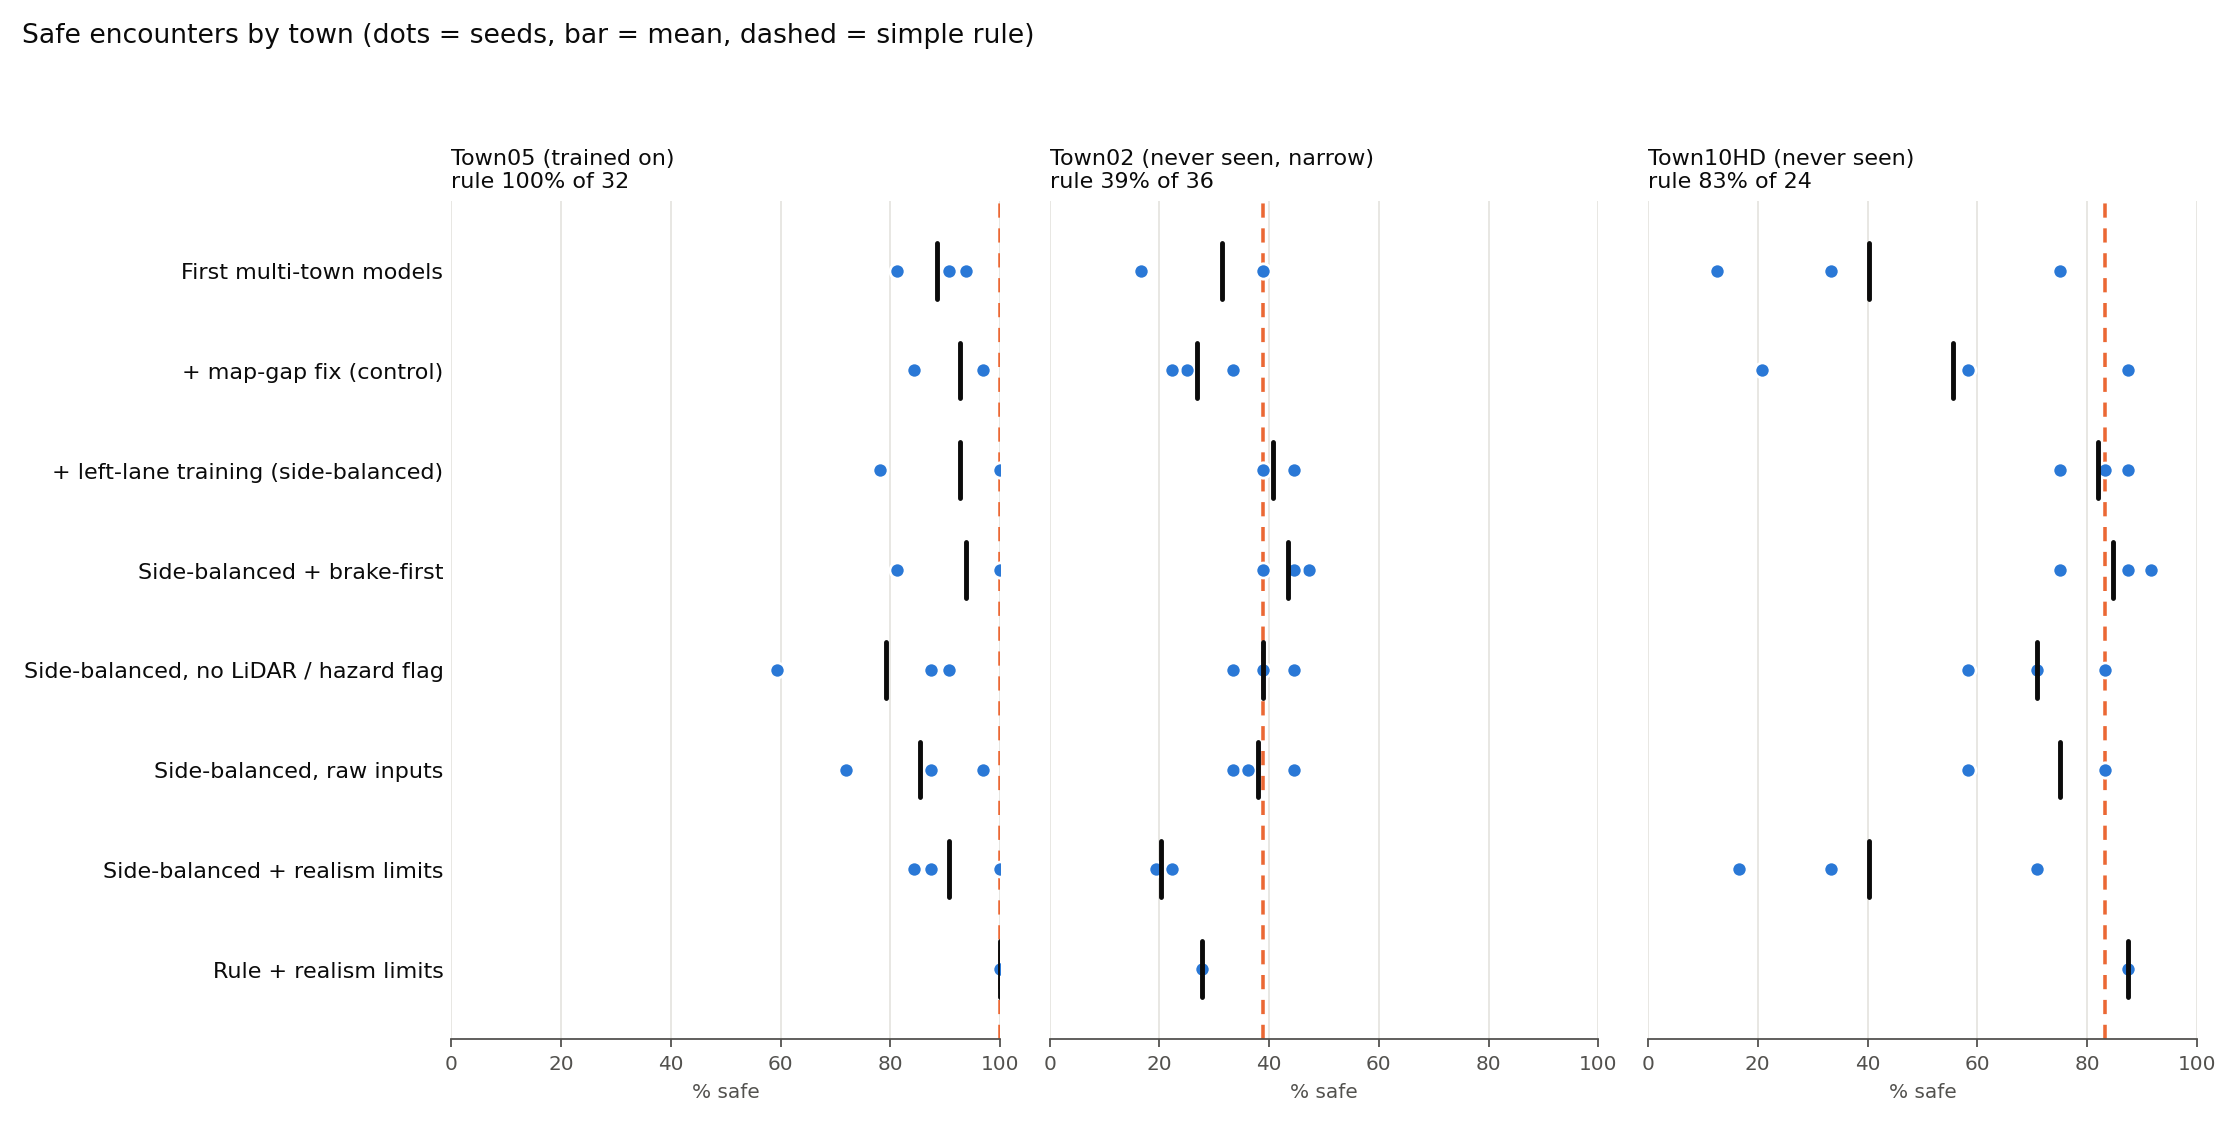 Safe encounters by town (dots = seeds, bar = mean, dashed = simple rule)
Town05 (trained on)
rule 100% of 32
Town02 (never seen, narrow)
rule 39% of 36
Town10HD (never seen)
rule 83% of 24
First multi-town models
+ map-gap fix (control)
+ left-lane training (side-balanced)
Side-balanced + brake-first
Side-balanced, no LiDAR / hazard flag
Side-balanced, raw inputs
Side-balanced + realism limits
Rule + realism limits
0 20 40 60 80 100
% safe
0 20 40 60 80 100
% safe
0 20 40 60 80 100
% safe